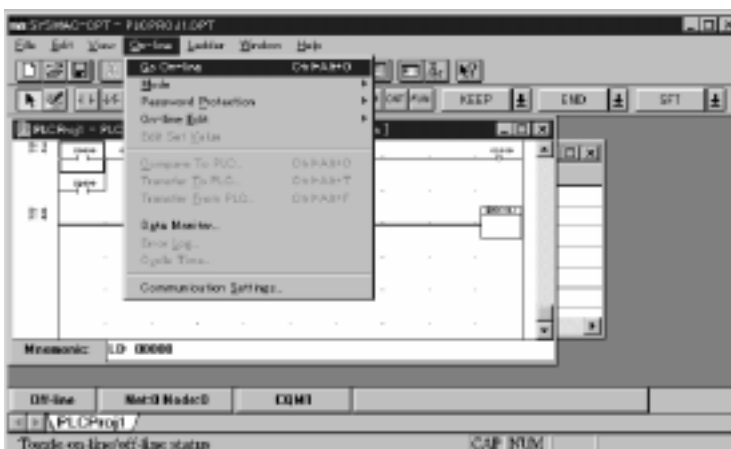 SYSMAC-CPT - PLCPROJ1.CPT
File Edit View On-line Ladder Window Help
Go On-line Ctrl+Alt+O
Mode
Password Protection
On-line Edit
Edit Set Value
KEEP END SFT
PLCProj1 - PLC
Compare To PLC..
Transfer To PLC.. Ctrl+Alt+T
Transfer From PLC.. Ctrl+Alt+F
Data Monitor..
Error Log..
Cycle Time..
Communication Settings..
Mnemonic: LD 00000
Off-line Net:0 Node:0 CQM1
PLCProj1
Toggle on-line/off-line status CAP NUM